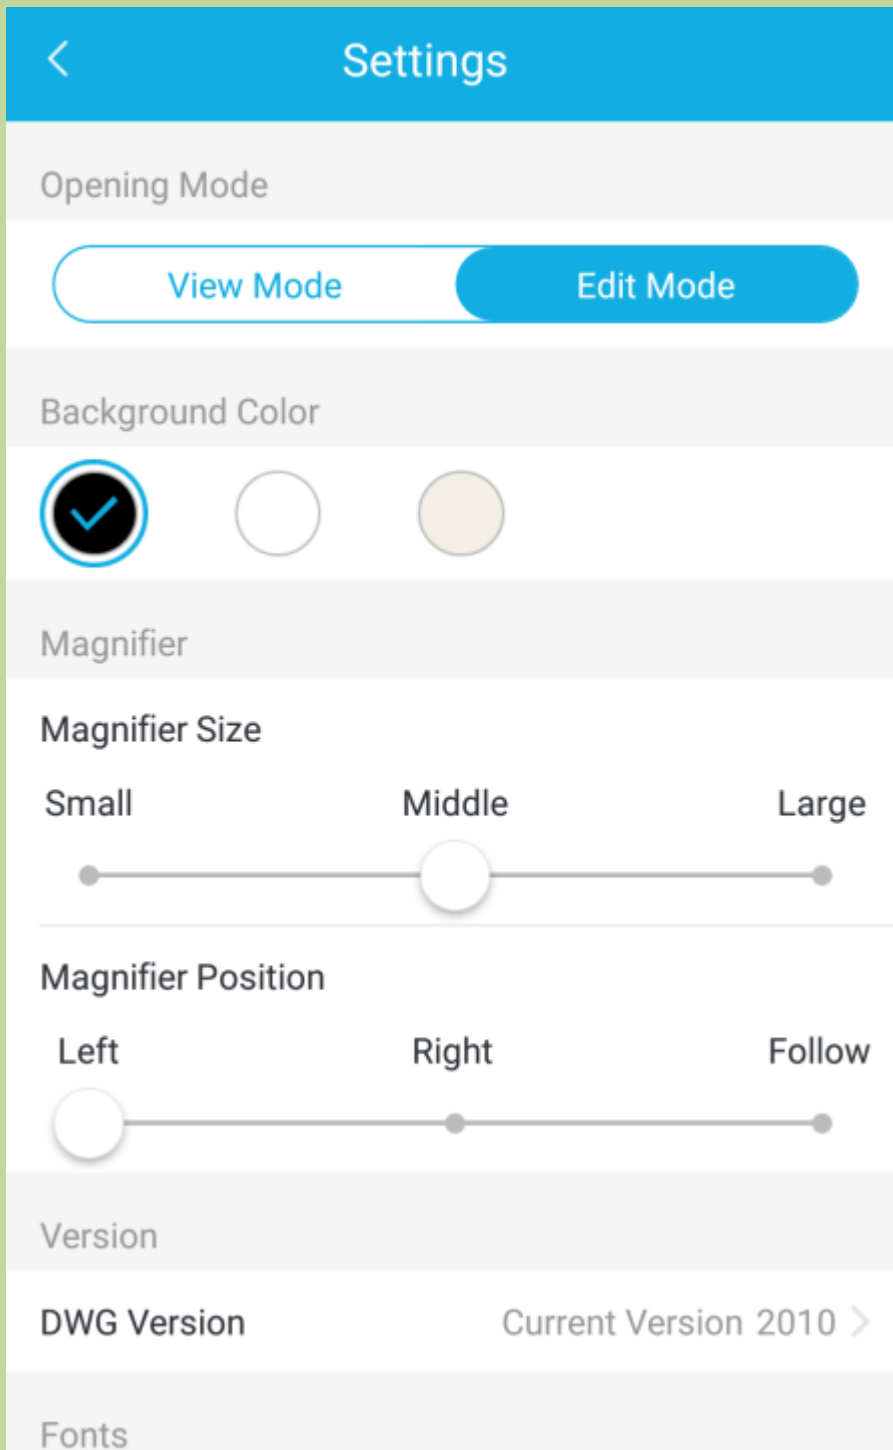 Settings
Opening Mode
View Mode Edit Mode
Background Color
Magnifier
Magnifier Size
Small Middle Large
Magnifier Position
Left Right Follow
Version
DWG Version Current Version 2010
Fonts